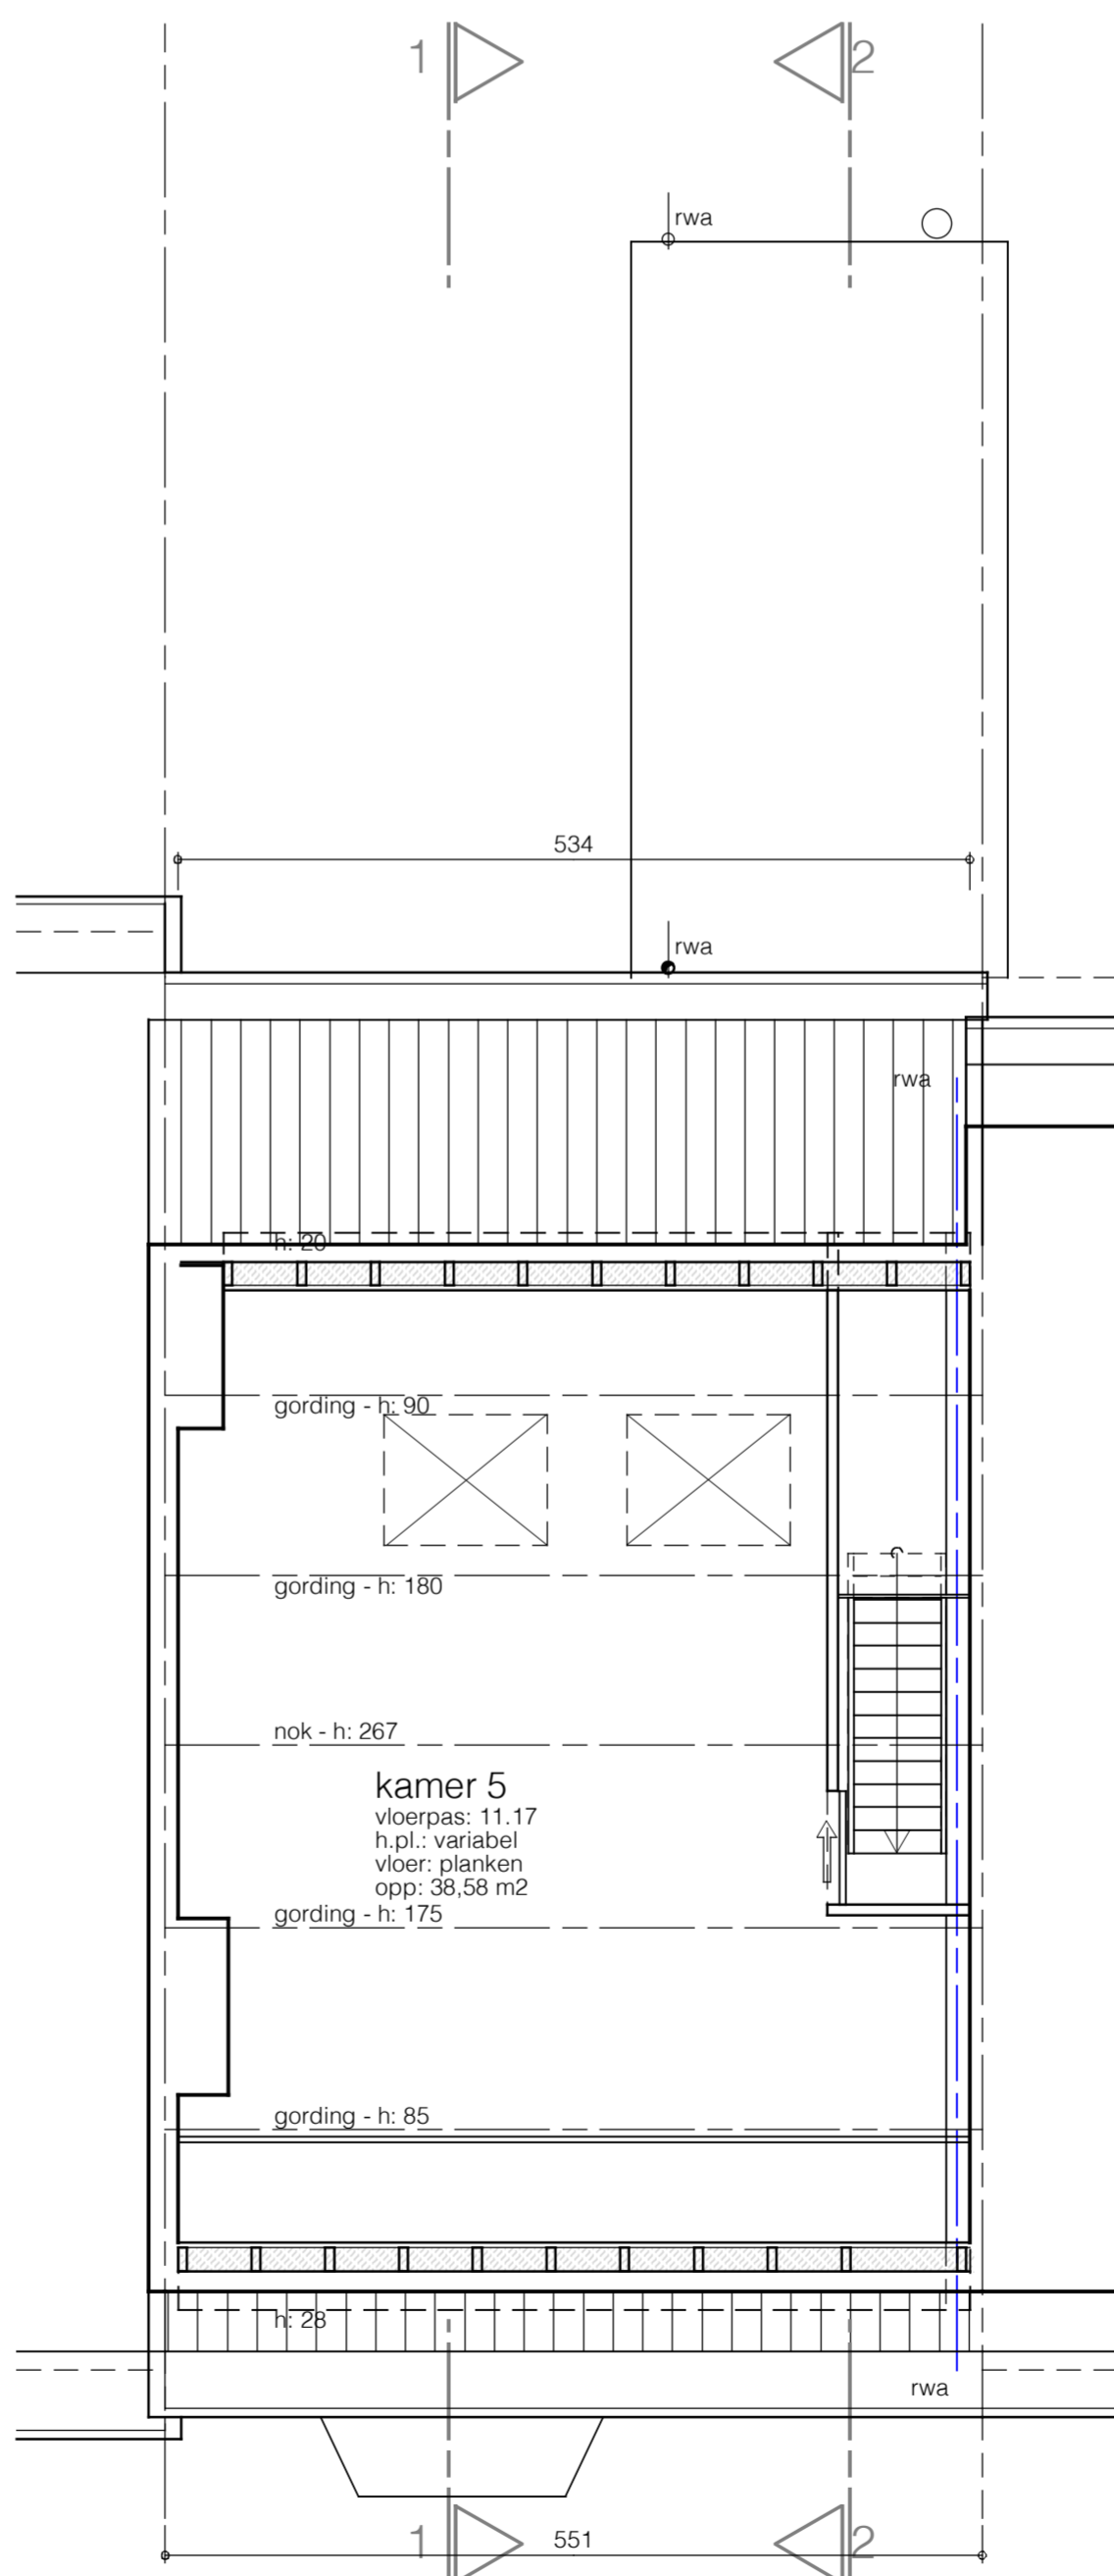 1
2
rwa
534
rwa
rwa
h: 20
gording - h: 90
gording - h: 180
nok - h: 267
kamer 5
vloerpas: 11.17
h.pl.: variabel
vloer: planken
opp: 38,58 m2
gording - h: 175
gording - h: 85
h: 28
rwa
1
551
2